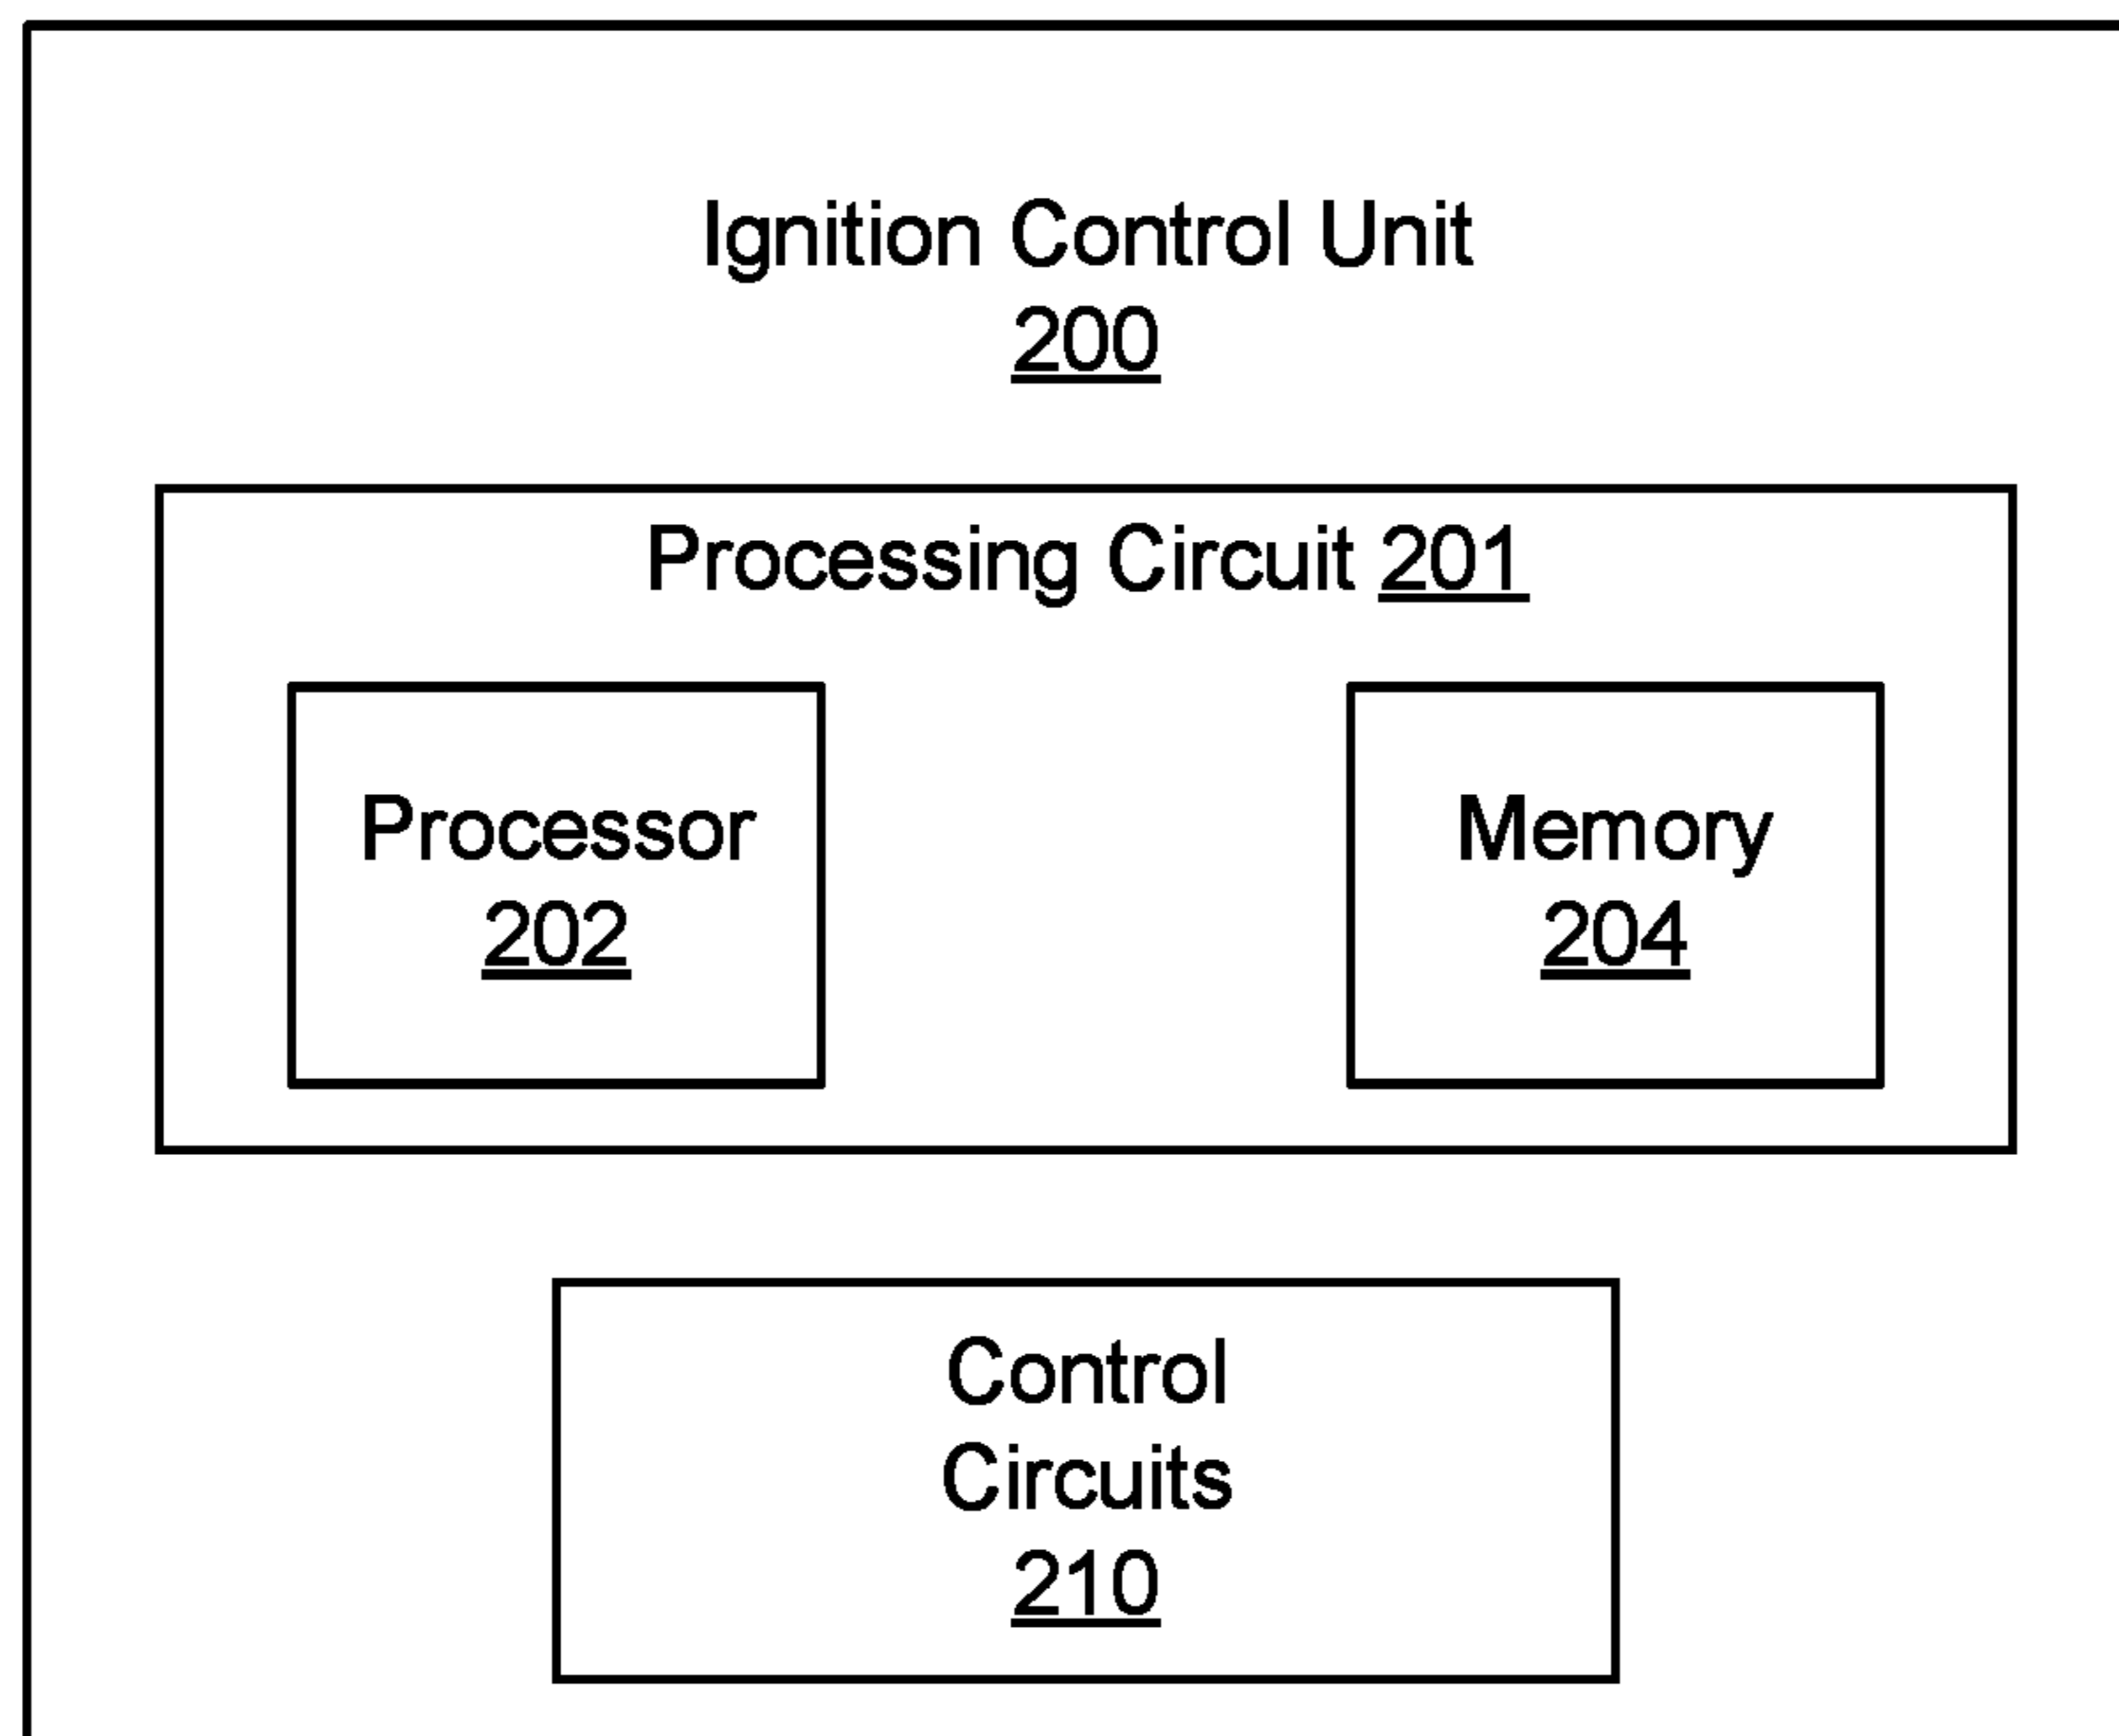 Ignition Control Unit
200
Processing Circuit 201
Processor
202
Memory
204
Control
Circuits
210